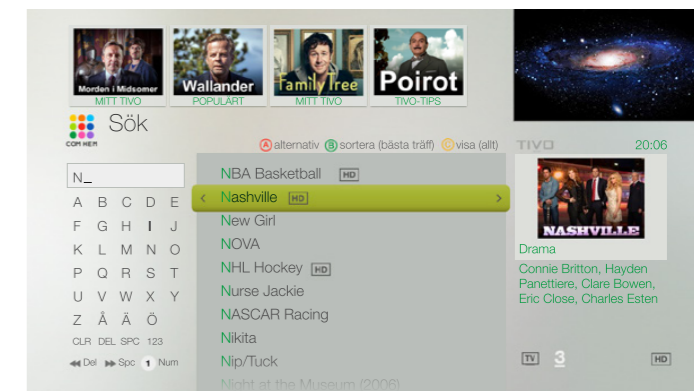 Morden i Midsomer
MITT TIVO
Wallander
POPULÄRT
Family Tree
MITT TIVO
Poirot
TIVO-TIPS
COM HEM
Sök
A alternativ B sortera (bästa träff) C visa (allt)
TIVO 20:06
N_
A B C D E
F G H I J
K L M N O
P Q R S T
U V W X Y
Z Å Ä Ö
CLR DEL SPC 123
Del Spc 1 Num
NBA Basketball HD
Nashville HD
New Girl
NOVA
NHL Hockey HD
Nurse Jackie
NASCAR Racing
Nikita
Nip/Tuck
Night at the Museum (2006)
NASHVILLE
Drama
Connie Britton, Hayden
Panettiere, Clare Bowen,
Eric Close, Charles Esten
TV 3 HD